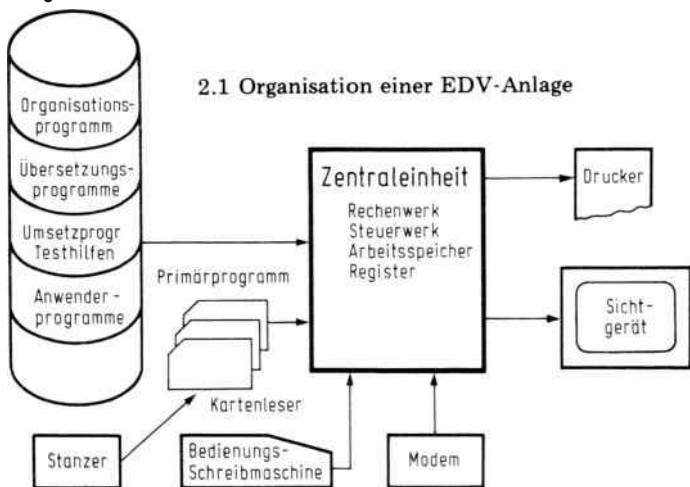 2.1 Organisation einer EDV-Anlage
Organisations-
programm
Übersetzungs-
programme
Umsetzprogr
Testhilfen
Anwender-
programme
Primärprogramm
Kartenleser
Stanzer
Bedienungs-
Schreibmaschine
Modem
Zentraleinheit
Rechenwerk
Steuerwerk
Arbeitsspeicher
Register
Drucker
Sicht-
gerät